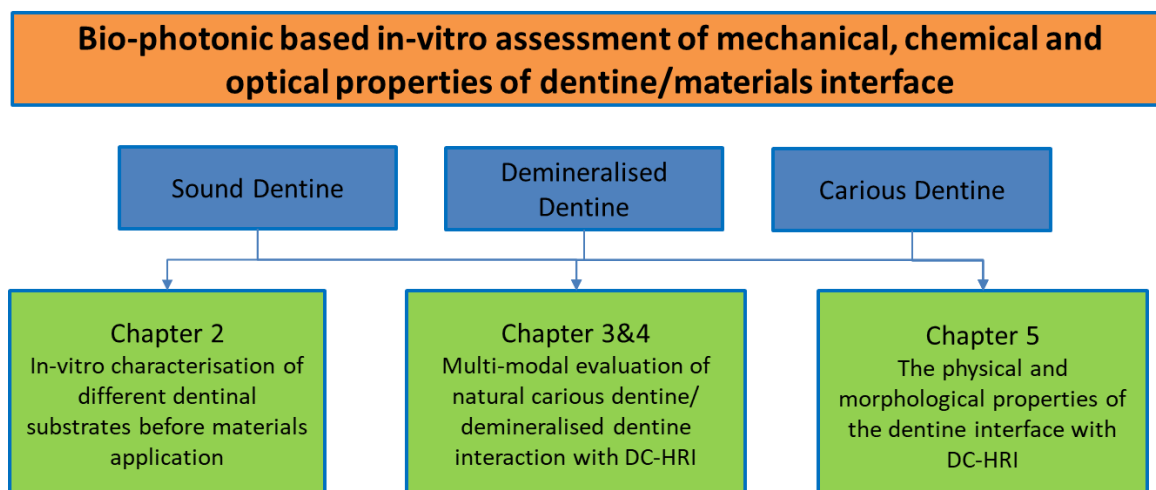 Bio-photonic based in-vitro assessment of mechanical, chemical and
optical properties of dentine/materials interface
Sound Dentine
Demineralised
Dentine
Carious Dentine
Chapter 2
In-vitro characterisation of
different dentinal
substrates before materials
application
Chapter 3&4
Multi-modal evaluation of
natural carious dentine/
demineralised dentine
interaction with DC-HRI
Chapter 5
The physical and
morphological properties of
the dentine interface with
DC-HRI